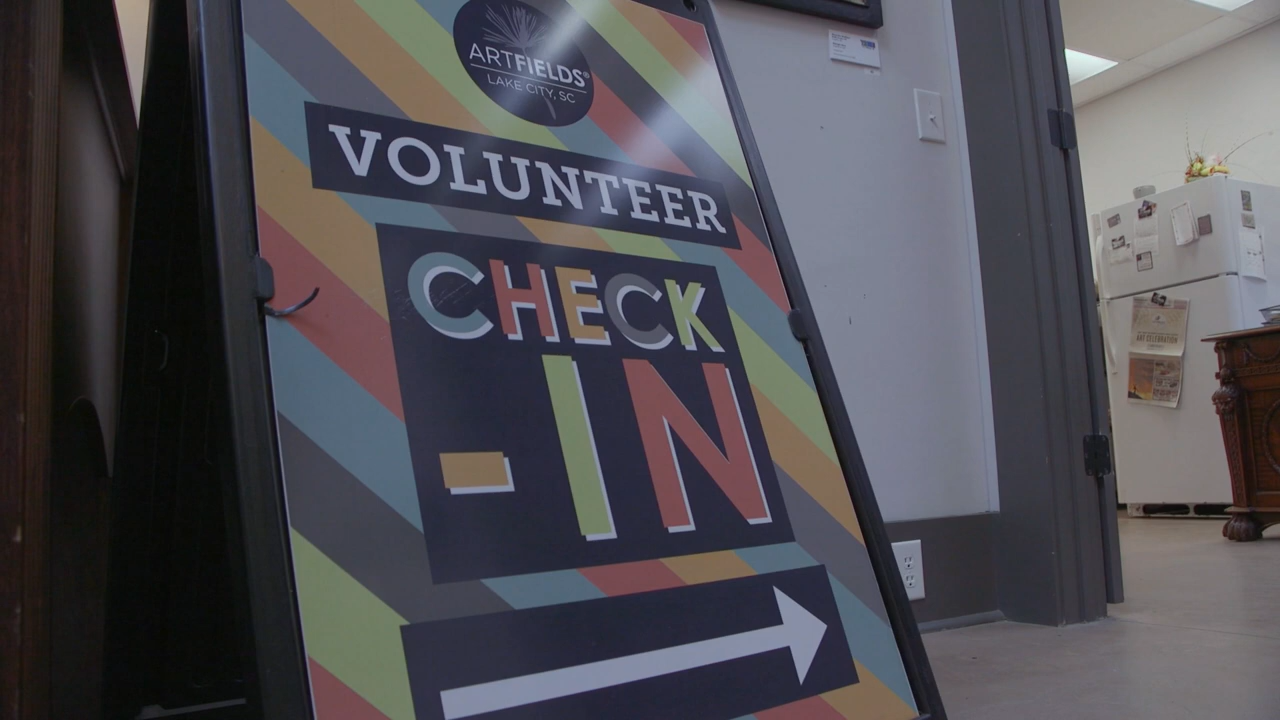 ARTFIELDS®
LAKE CITY, SC
VOLUNTEER
CHECK
-IN
ART CELEBRATION